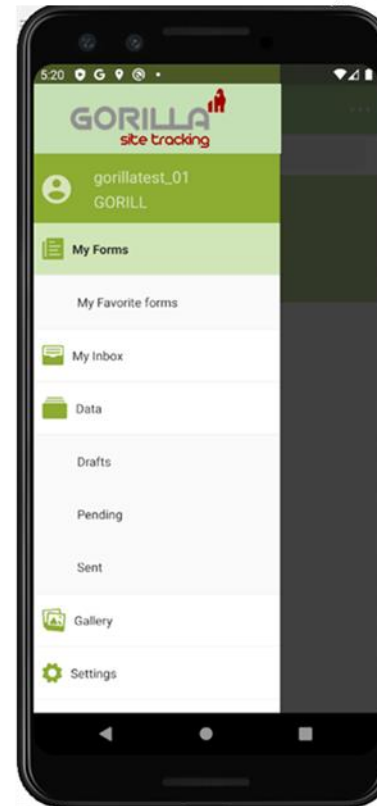 5:20
GORILLA
site tracking
gorillatest_01
GORILL
My Forms
My Favorite forms
My Inbox
Data
Drafts
Pending
Sent
Gallery
Settings